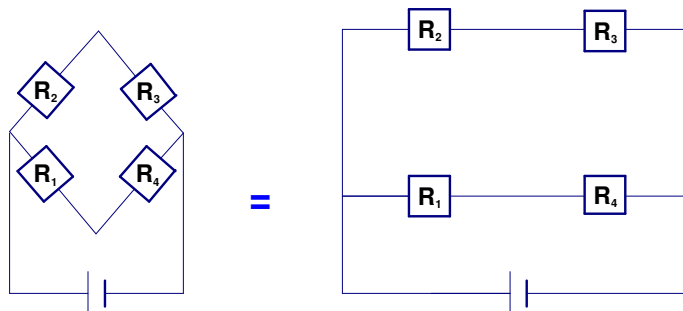 R₂ R₃
R₁ R₄
=
R₂ R₃
R₁ R₄